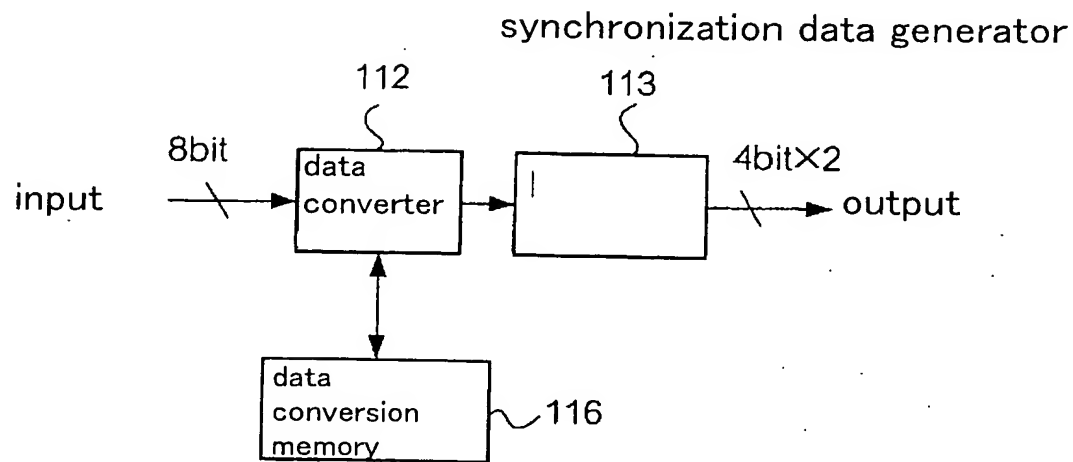 synchronization data generator
112
113
8bit
4bit×2
input
data
converter
output
data
conversion
memory
116